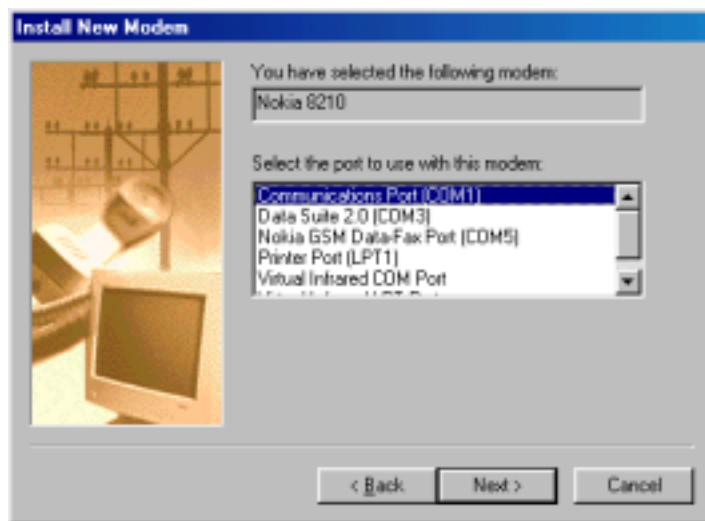 Install New Modem
You have selected the following modem:
Nokia 8210
Select the port to use with this modem:
Communications Port (COM1)
Data Suite 2.0 (COM3)
Nokia GSM Data-Fax Port (COM5)
Printer Port (LPT1)
Virtual Infrared COM Port
< Back
Next >
Cancel